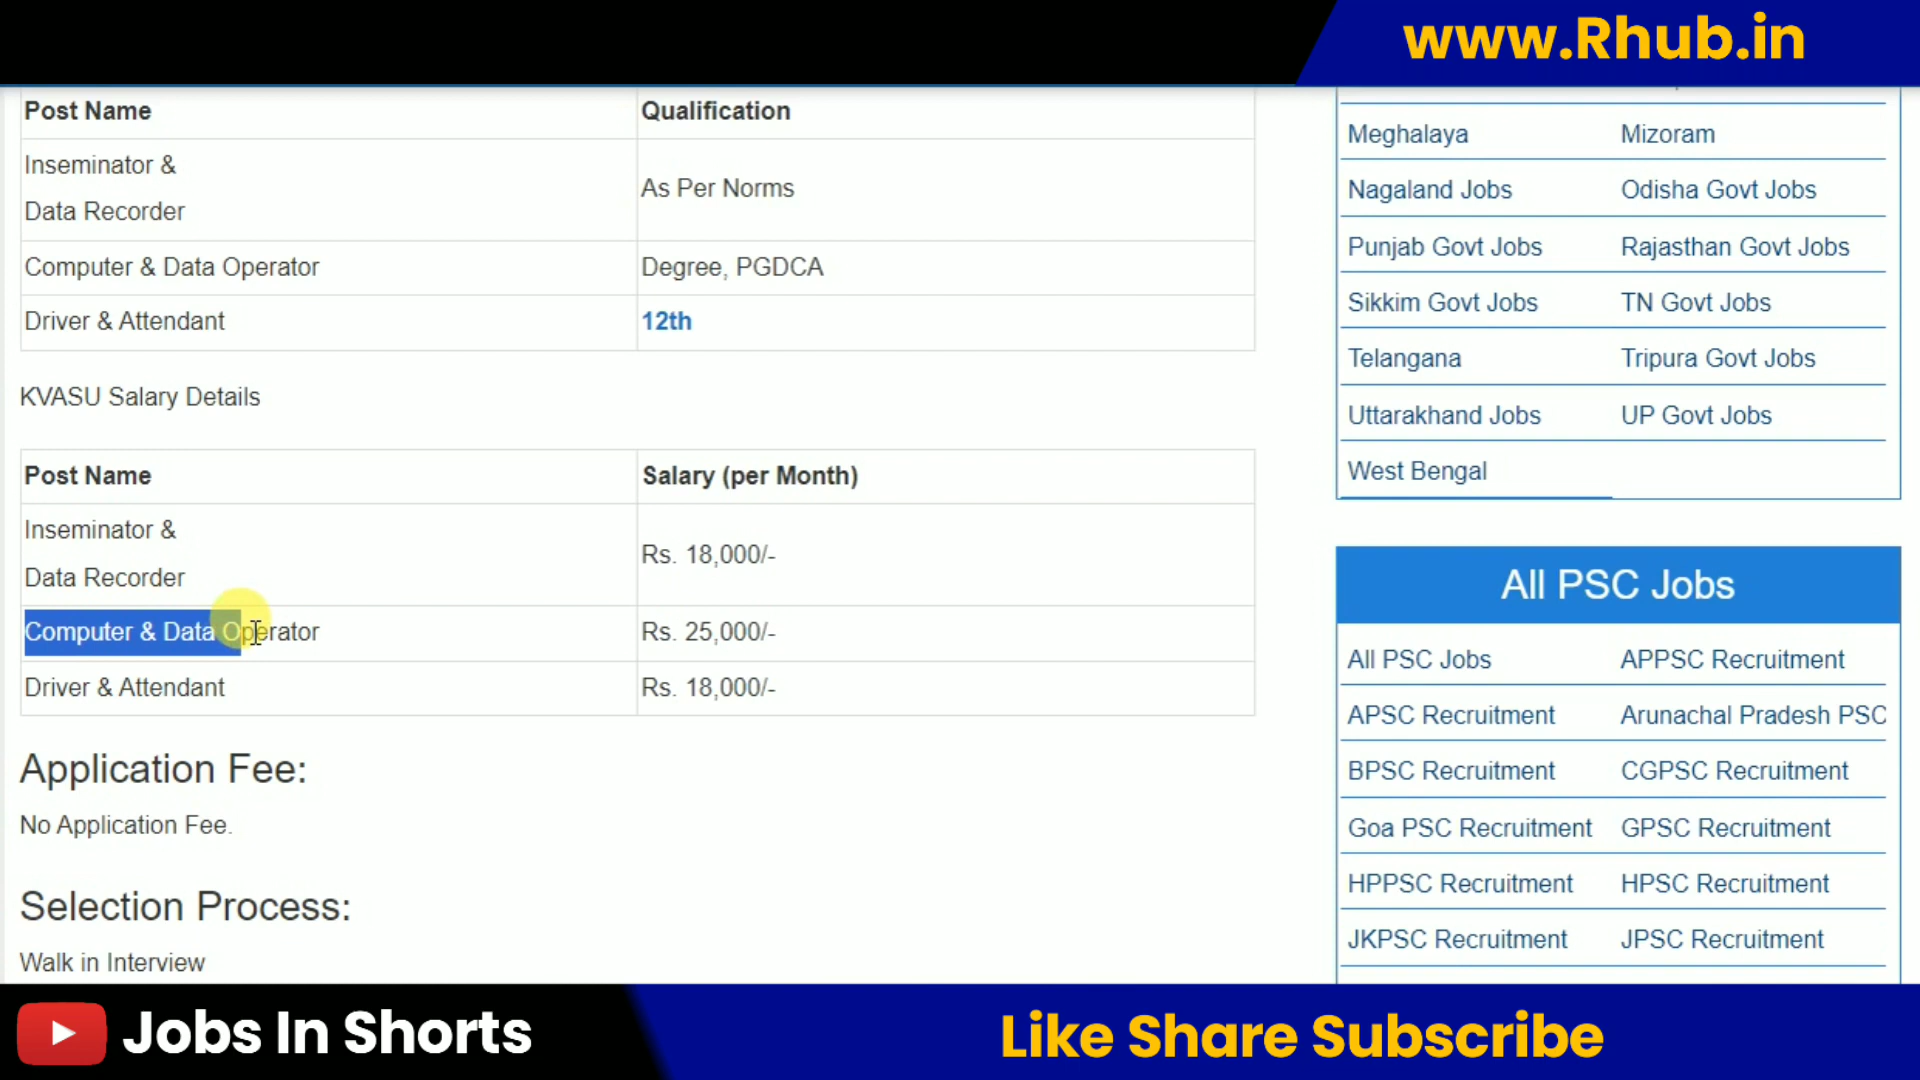 www.Rhub.in
Post Name Qualification
Inseminator &
Data Recorder
As Per Norms
Computer & Data Operator Degree, PGDCA
Driver & Attendant 12th
KVASU Salary Details
Post Name Salary (per Month)
Inseminator &
Data Recorder
Rs. 18,000/-
Computer & Data Operator Rs. 25,000/-
Driver & Attendant Rs. 18,000/-
Application Fee:
No Application Fee.
Selection Process:
Walk in Interview
Meghalaya Mizoram
Nagaland Jobs Odisha Govt Jobs
Punjab Govt Jobs Rajasthan Govt Jobs
Sikkim Govt Jobs TN Govt Jobs
Telangana Tripura Govt Jobs
Uttarakhand Jobs UP Govt Jobs
West Bengal
All PSC Jobs
All PSC Jobs APPSC Recruitment
APSC Recruitment Arunachal Pradesh PSC
BPSC Recruitment CGPSC Recruitment
Goa PSC Recruitment GPSC Recruitment
HPPSC Recruitment HPSC Recruitment
JKPSC Recruitment JPSC Recruitment
Jobs In Shorts
Like Share Subscribe